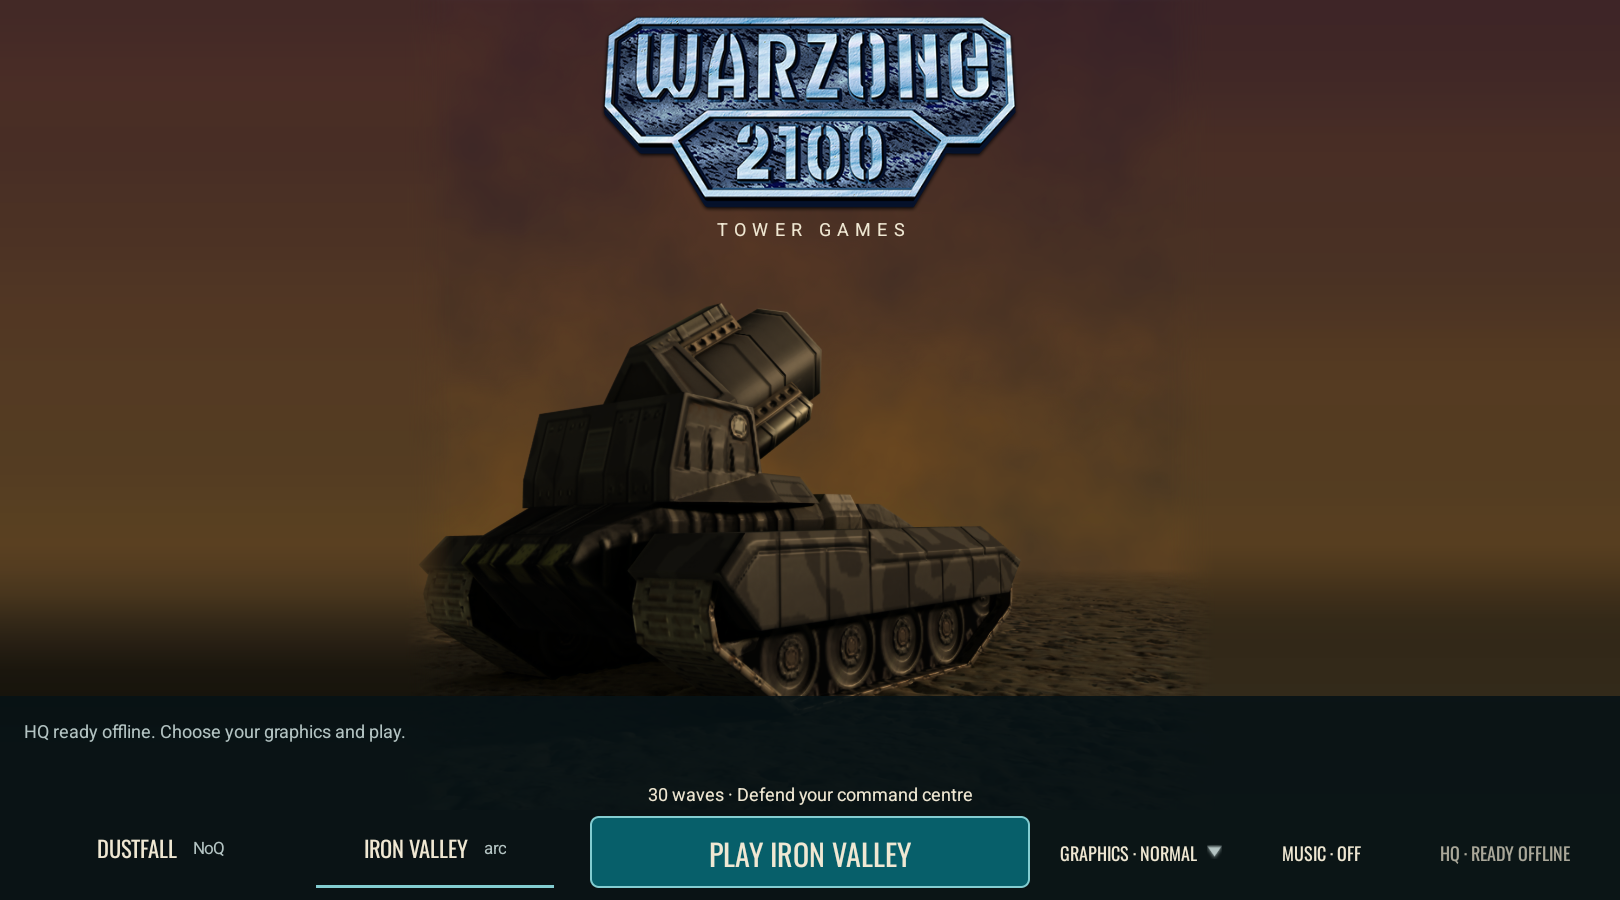 WARZONE
2100
TOWER GAMES
HQ ready offline. Choose your graphics and play.
30 waves · Defend your command centre
DUSTFALL NoQ
IRON VALLEY arc
PLAY IRON VALLEY
GRAPHICS · NORMAL
MUSIC · OFF
HQ · READY OFFLINE